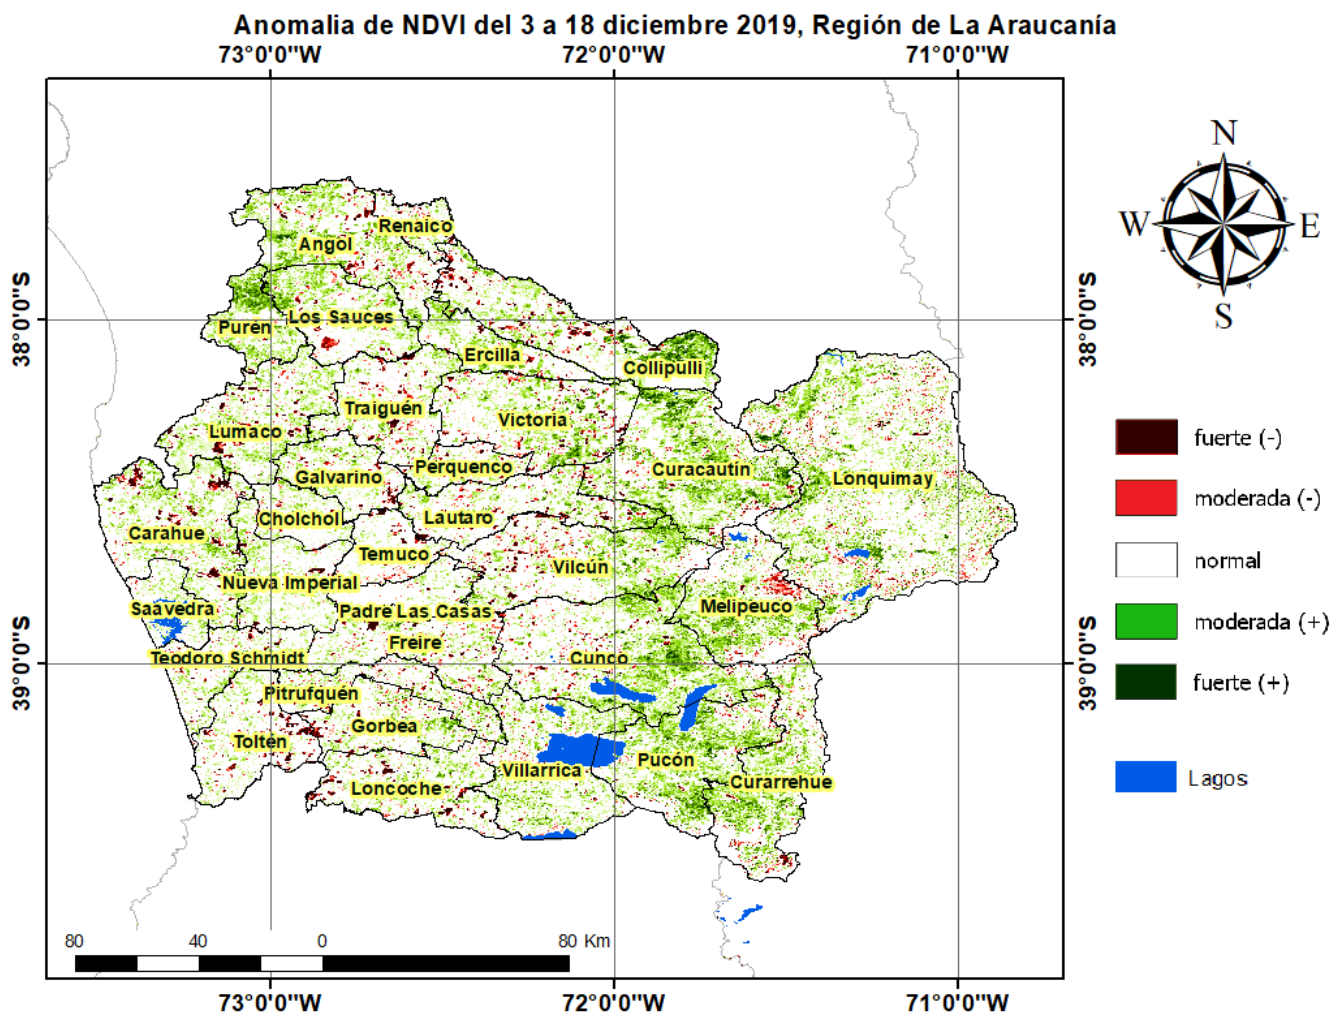 Anomalia de NDVI del 3 a 18 diciembre 2019, Región de La Araucanía
73°0'0"W
72°0'0"W
71°0'0"W
N
W
E
S
38°0'0"S
38°0'0"S
39°0'0"S
39°0'0"S
Renaico
Angol
Los Sauces
Purén
Ercilla
Collipulli
Traiguén
Victoria
Lumaco
Perquenco
Curacautín
Galvarino
Lonquimay
Cholchol
Lautaro
Carahue
Temuco
Vilcún
Nueva Imperial
Saavedra
Padre Las Casas
Melipeuco
Freire
Teodoro Schmidt
Cunco
Pitrufquén
Gorbea
Toltén
Villarrica
Pucón
Loncoche
Curarrehue
fuerte (-)
moderada (-)
normal
moderada (+)
fuerte (+)
Lagos
80 40 0 80 Km
73°0'0"W
72°0'0"W
71°0'0"W